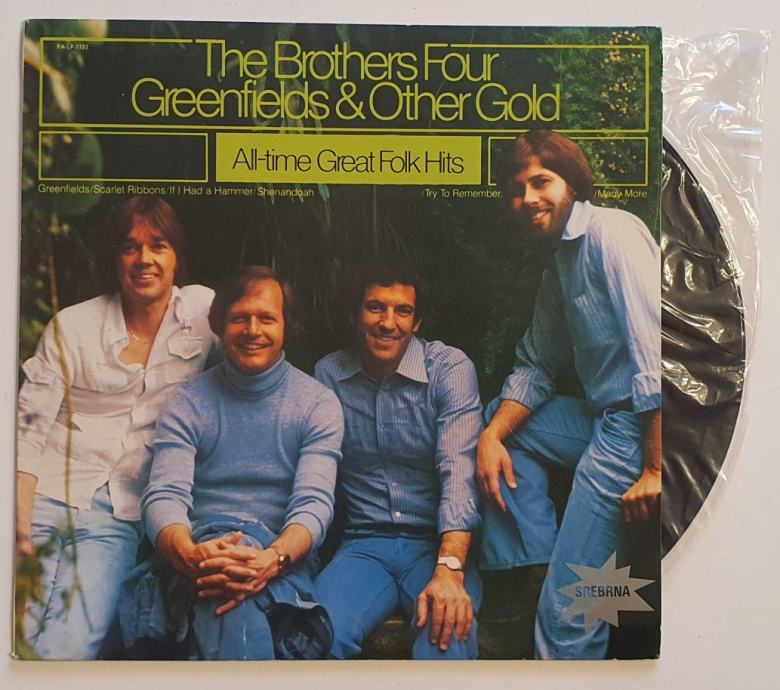 PA-LP-7733
The Brothers Four
Greenfields & Other Gold
All-time Great Folk Hits
Greenfields/Scarlet Ribbons/If I Had a Hammer/Shenandoah /Try To Remember /Many More
SREBRNA